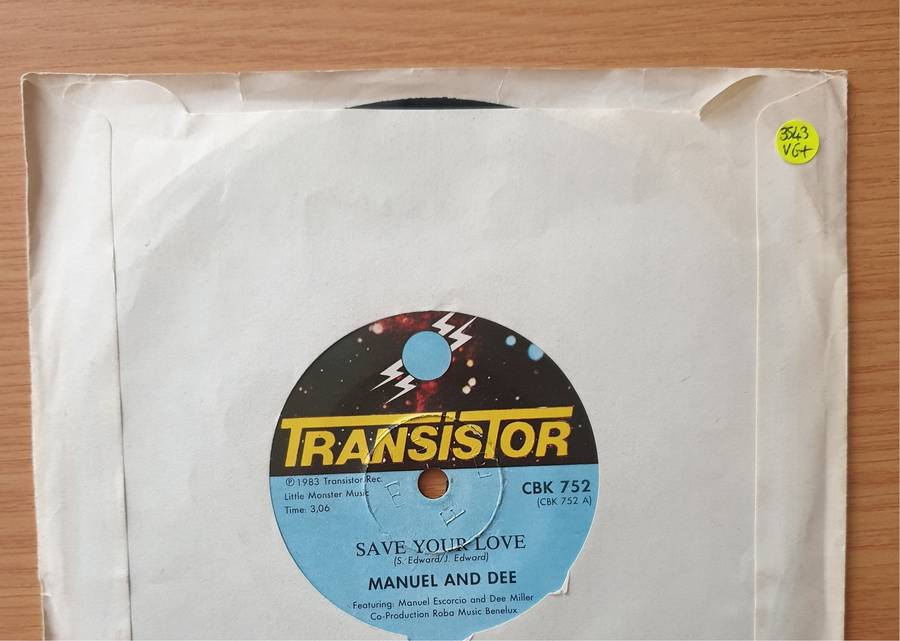 3543
VG+
TRANSISTOR
℗ 1983 Transistor Rec.
Little Monster Music
Time: 3,06
CBK 752
(CBK 752 A)
SAVE YOUR LOVE
(S. Edward/J. Edward)
MANUEL AND DEE
Featuring: Manuel Escorcio and Dee Miller
Co-Production Roba Music Benelux